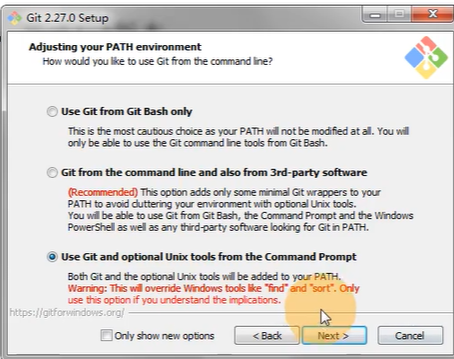 Git 2.27.0 Setup
Adjusting your PATH environment
How would you like to use Git from the command line?
Use Git from Git Bash only
This is the most cautious choice as your PATH will not be modified at all. You will
only be able to use the Git command line tools from Git Bash.
Git from the command line and also from 3rd-party software
(Recommended) This option adds only some minimal Git wrappers to your
PATH to avoid cluttering your environment with optional Unix tools.
You will be able to use Git from Git Bash, the Command Prompt and the Windows
PowerShell as well as any third-party software looking for Git in PATH.
Use Git and optional Unix tools from the Command Prompt
Both Git and the optional Unix tools will be added to your PATH.
Warning: This will override Windows tools like "find" and "sort". Only
use this option if you understand the implications.
https://gitforwindows.org/
Only show new options
< Back
Next >
Cancel